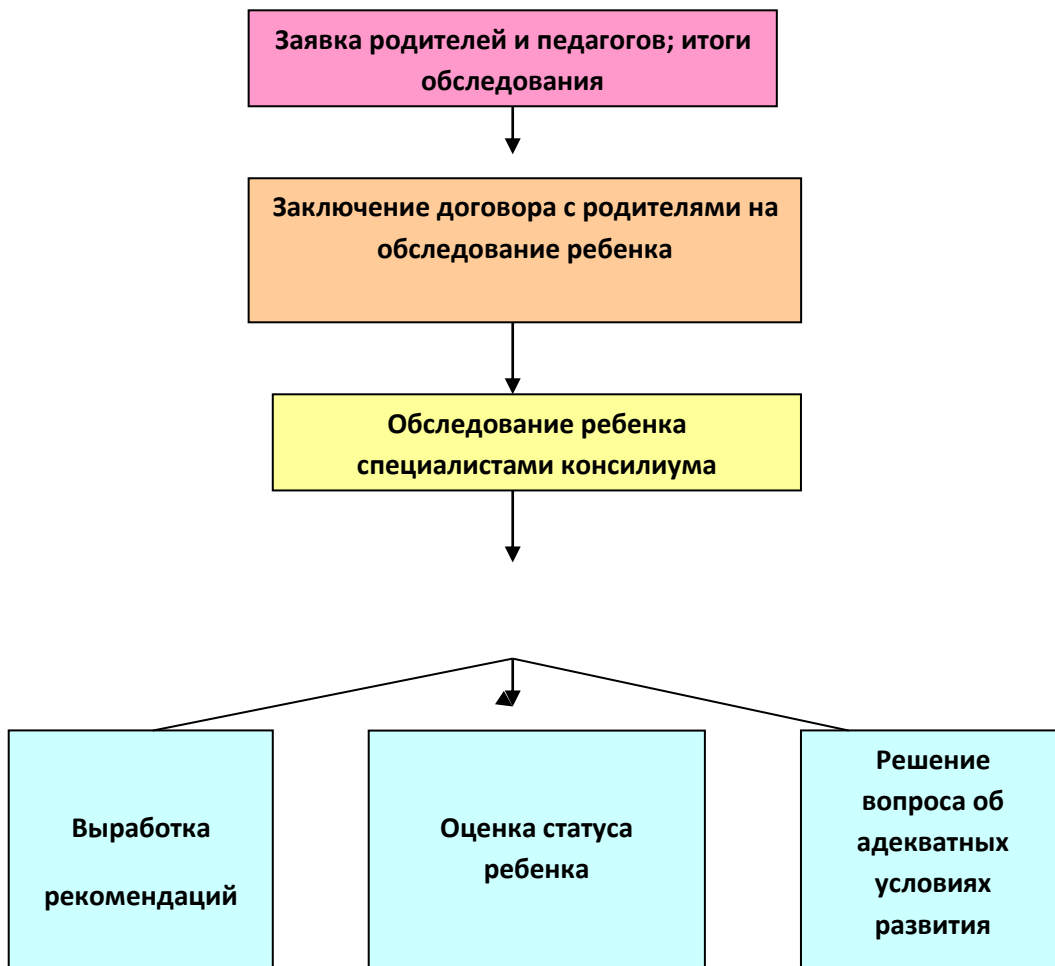 Заявка родителей и педагогов; итоги
обследования
Заключение договора с родителями на
обследование ребенка
Обследование ребенка
специалистами консилиума
Выработка
рекомендаций
Оценка статуса
ребенка
Решение
вопроса об
адекватных
условиях
развития